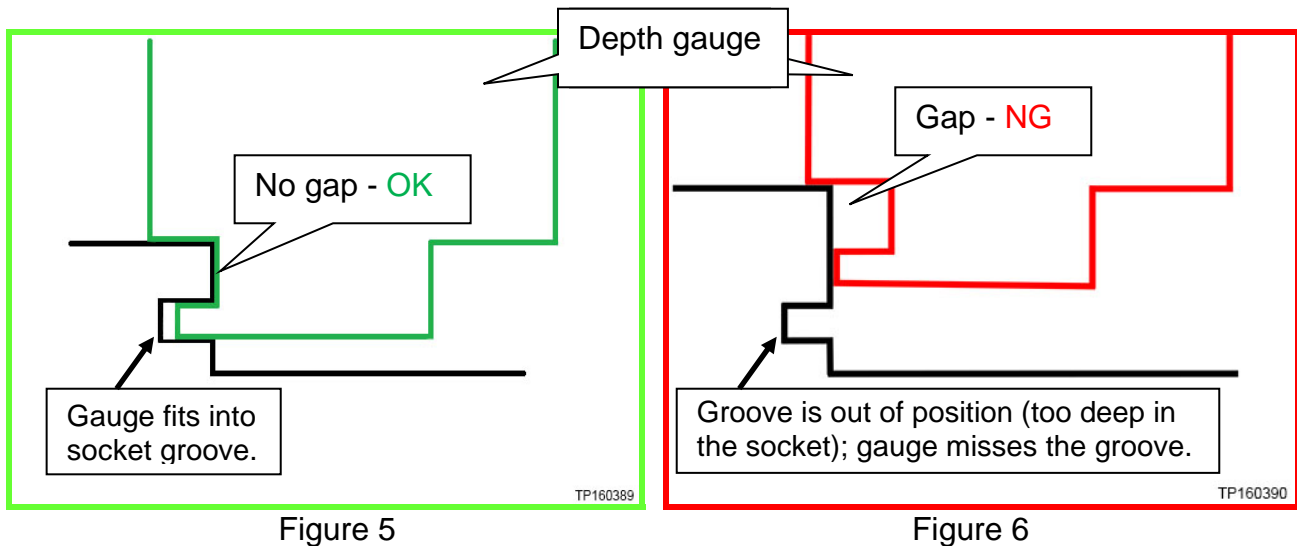 Depth gauge
No gap - OK
Gap - NG
Gauge fits into
socket groove.
Groove is out of position (too deep in
the socket); gauge misses the groove.
TP160389
TP160390
Figure 5
Figure 6